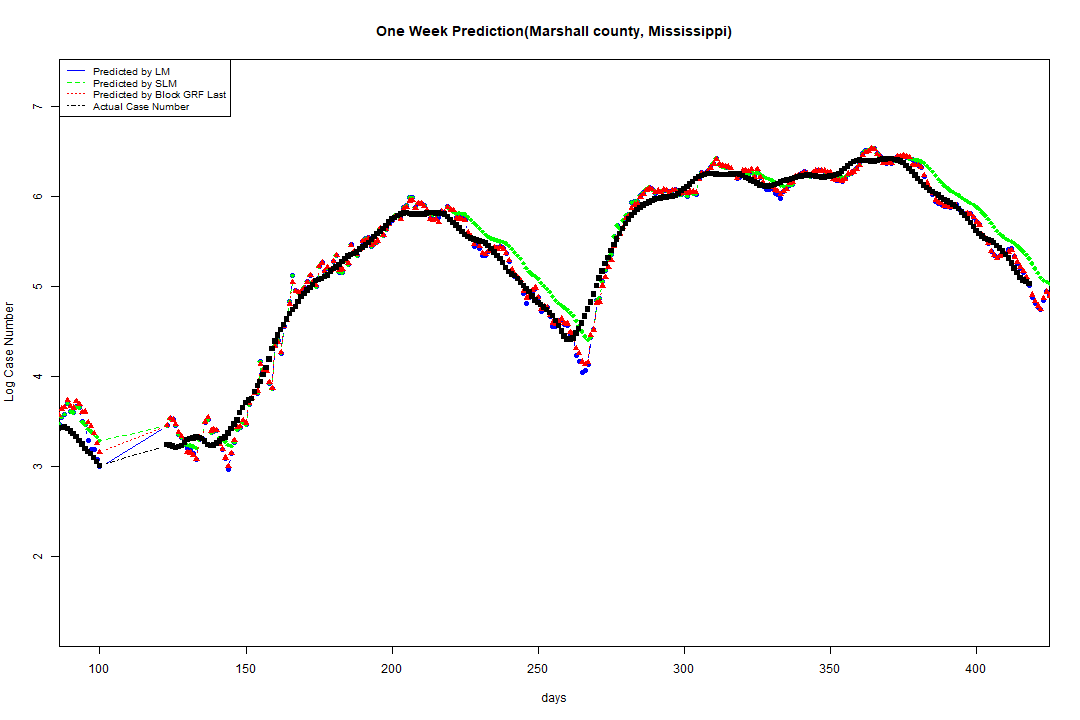 One Week Prediction(Marshall county, Mississippi)
Predicted by LM
Predicted by SLM
Predicted by Block GRF Last
Actual Case Number
7
6
5
4
3
2
Log Case Number
100 150 200 250 300 350 400
days